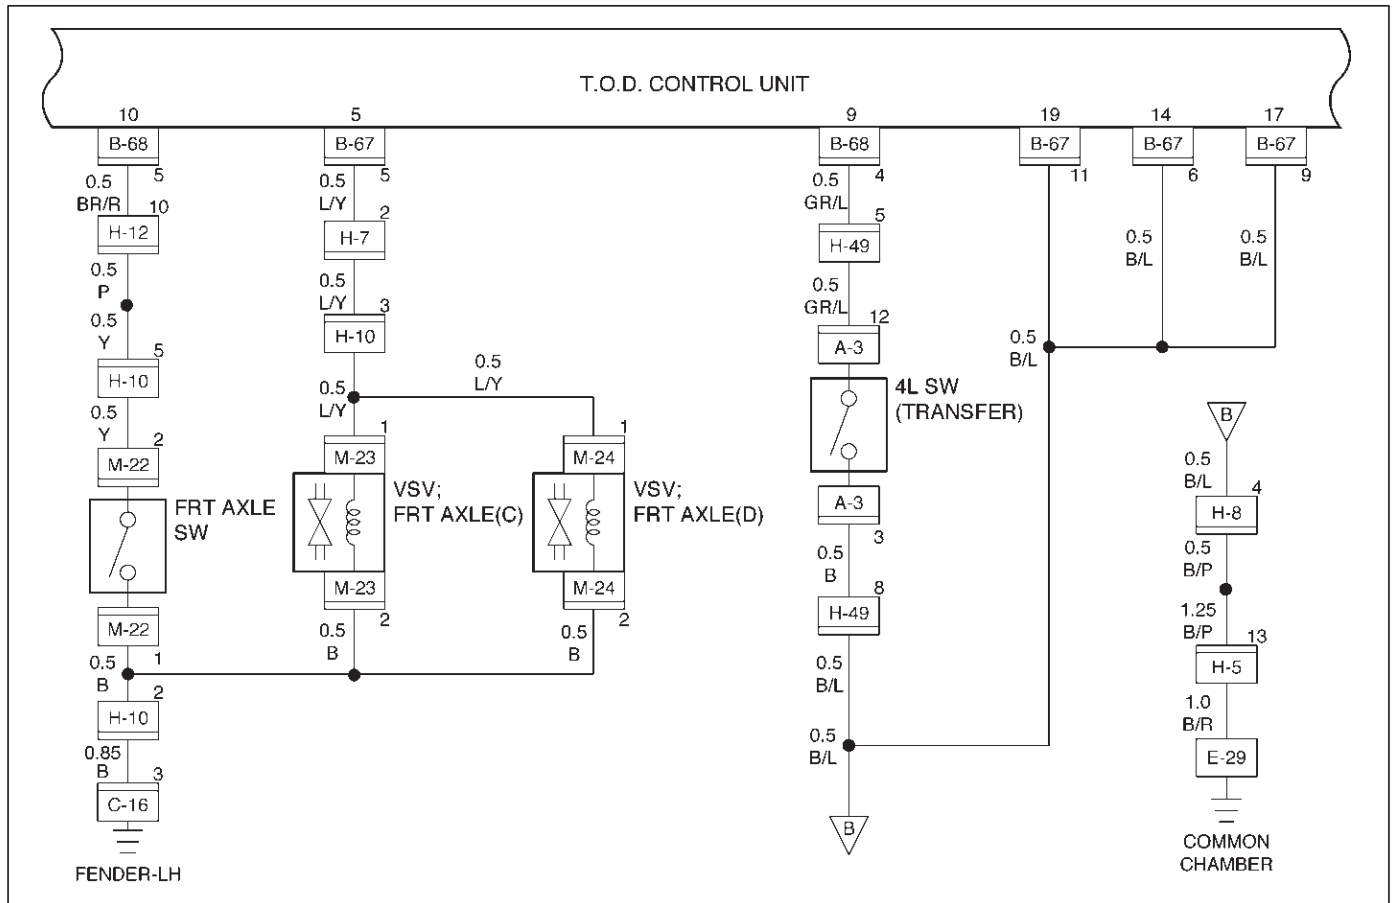 T.O.D. CONTROL UNIT
10
5
9
19
14
17
B-68
B-67
B-68
B-67
B-67
B-67
5
5
4
11
6
9
0.5
BR/R
10
H-12
0.5
P
0.5
Y
5
H-10
0.5
Y
2
M-22
FRT AXLE
SW
M-22
1
0.5
B
2
H-10
0.85
B
3
C-16
FENDER-LH
0.5
L/Y
2
H-7
0.5
L/Y
3
H-10
0.5
L/Y
0.5
L/Y
1
M-23
VSV;
FRT AXLE(C)
M-23
2
0.5
B
1
M-24
VSV;
FRT AXLE(D)
M-24
2
0.5
B
0.5
GR/L
5
H-49
0.5
GR/L
12
A-3
4L SW
(TRANSFER)
A-3
3
0.5
B
8
H-49
0.5
B/L
0.5
B/L
B
0.5
B/L
0.5
B/L
0.5
B/L
B
0.5
B/L
4
H-8
0.5
B/P
1.25
B/P
13
H-5
1.0
B/R
E-29
COMMON
CHAMBER